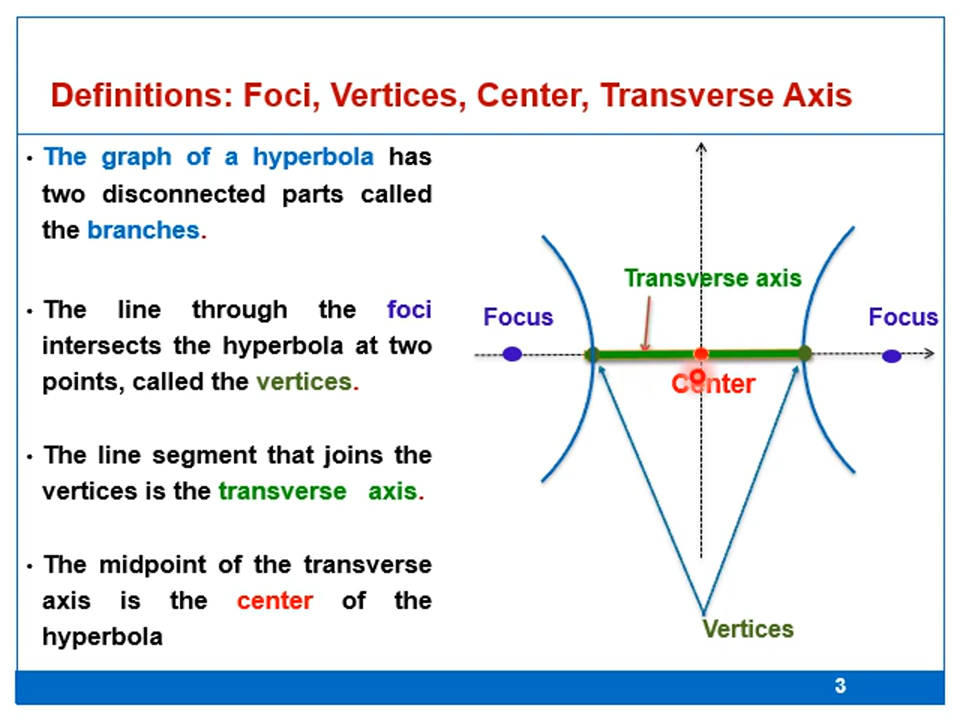 Definitions: Foci, Vertices, Center, Transverse Axis
• The graph of a hyperbola has
two disconnected parts called
the branches.
• The line through the foci
intersects the hyperbola at two
points, called the vertices.
• The line segment that joins the
vertices is the transverse axis.
• The midpoint of the transverse
axis is the center of the
hyperbola
Transverse axis
Focus
Focus
Center
Vertices
3